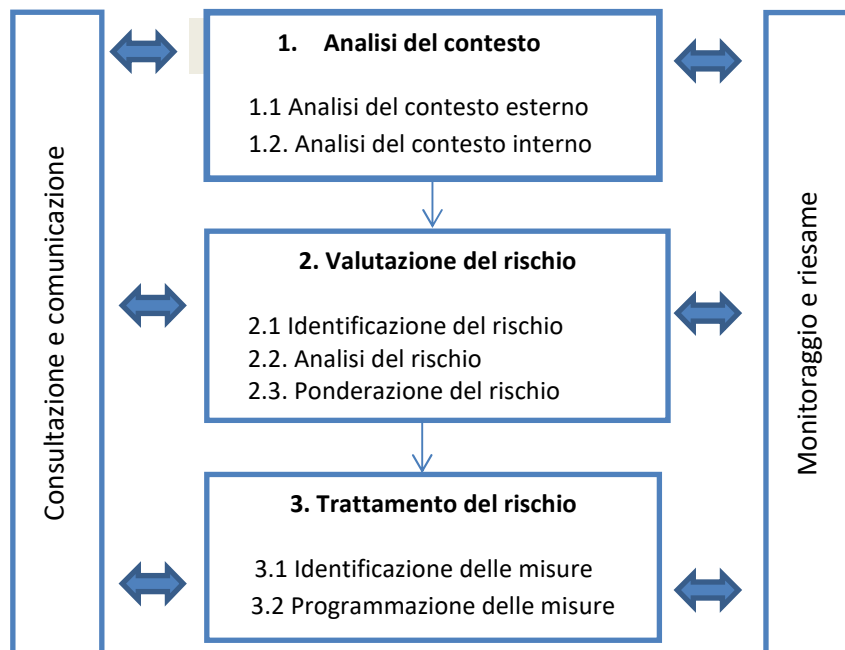 Consultazione e comunicazione
1. Analisi del contesto
1.1 Analisi del contesto esterno
1.2. Analisi del contesto interno
2. Valutazione del rischio
2.1 Identificazione del rischio
2.2. Analisi del rischio
2.3. Ponderazione del rischio
3. Trattamento del rischio
3.1 Identificazione delle misure
3.2 Programmazione delle misure
Monitoraggio e riesame